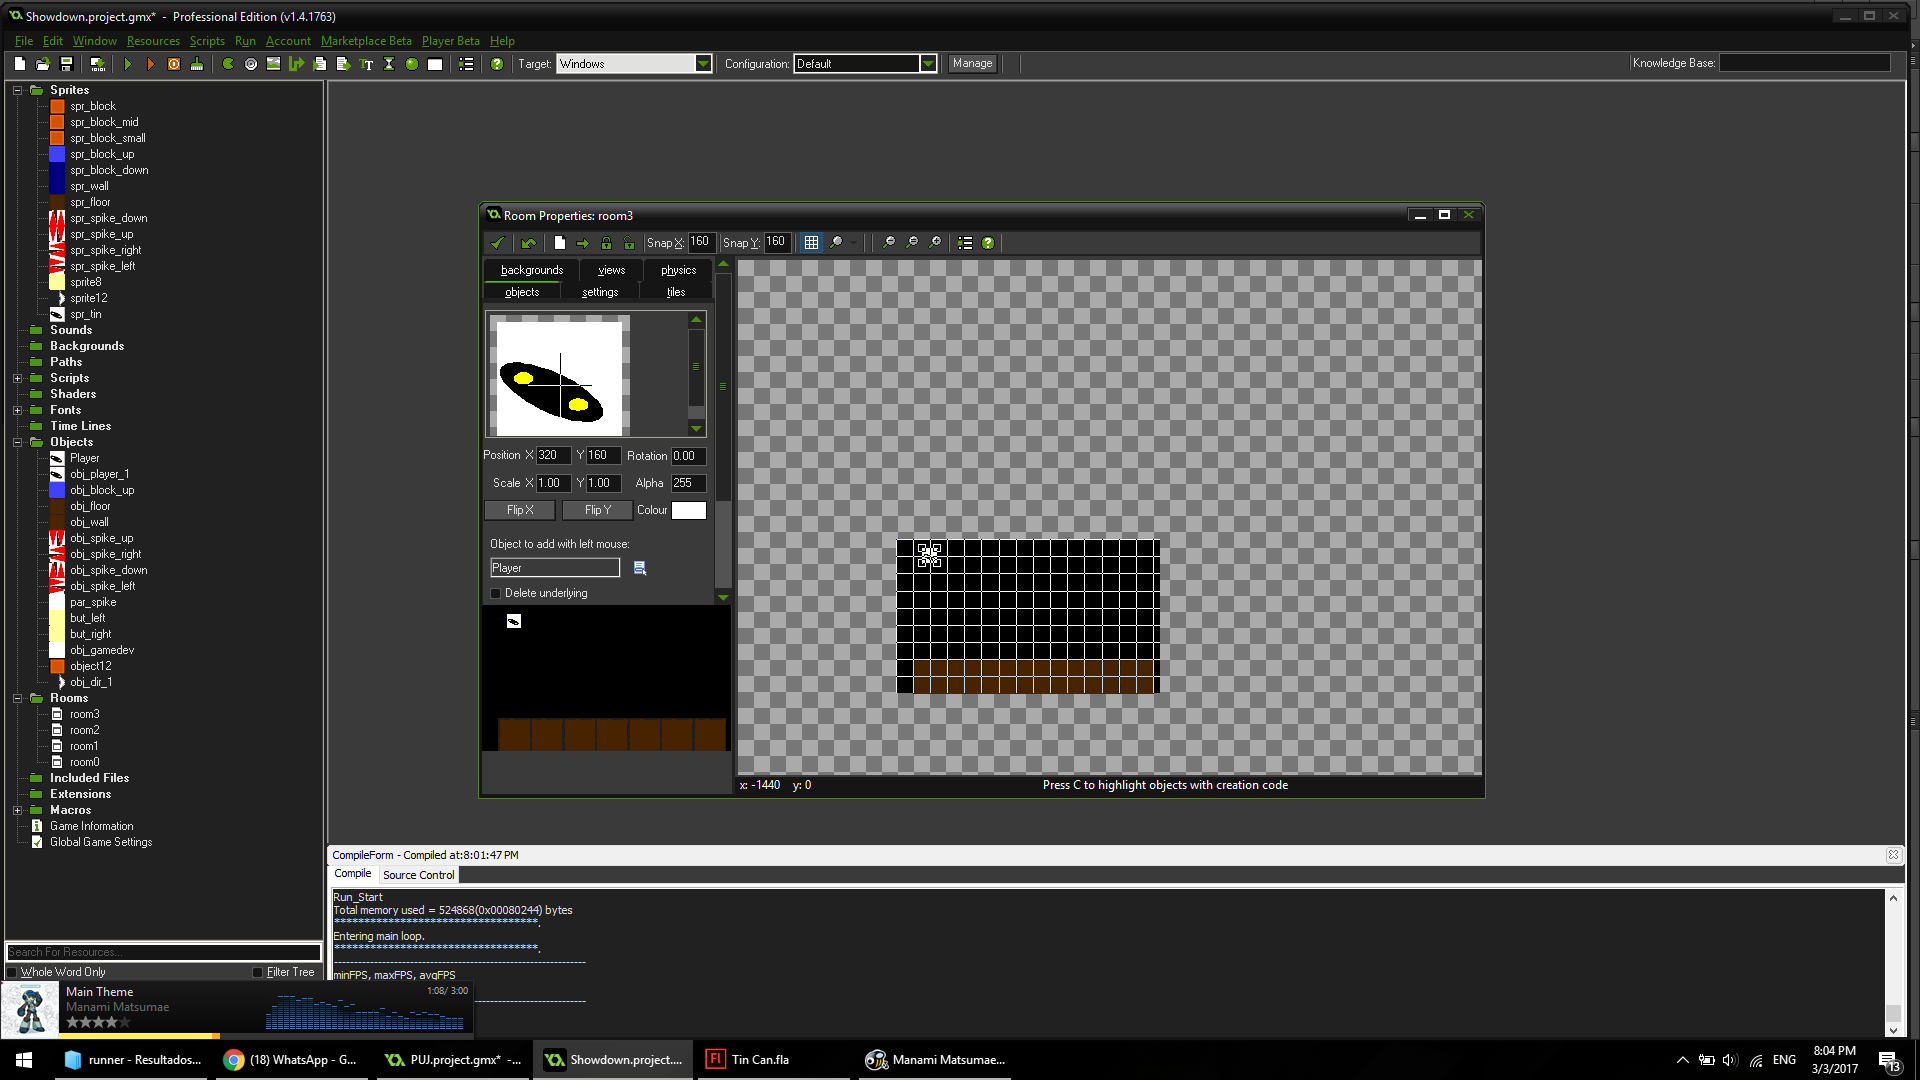 Showdown.project.gmx* - Professional Edition (v1.4.1763)
File Edit Window Resources Scripts Run Account Marketplace Beta Player Beta Help
Target: Windows Configuration: Default Manage Knowledge Base:
Sprites
spr_block
spr_block_mid
spr_block_small
spr_block_up
spr_block_down
spr_wall
spr_floor
spr_spike_down
spr_spike_up
spr_spike_right
spr_spike_left
sprite8
sprite12
spr_tin
Sounds
Backgrounds
Paths
Scripts
Shaders
Fonts
Time Lines
Objects
Player
obj_player_1
obj_block_up
obj_floor
obj_wall
obj_spike_up
obj_spike_right
obj_spike_down
obj_spike_left
par_spike
but_left
but_right
obj_gamedev
object12
obj_dir_1
Rooms
room3
room2
room1
room0
Included Files
Extensions
Macros
Game Information
Global Game Settings
Search For Resources...
Whole Word Only Filter Tree
Room Properties: room3
Snap X: 160 Snap Y: 160
backgrounds views physics
objects settings tiles
Position X 320 Y 160 Rotation 0.00
Scale X 1.00 Y 1.00 Alpha 255
Flip X Flip Y Colour
Object to add with left mouse:
Player
Delete underlying
x: -1440 y: 0 Press C to highlight objects with creation code
CompileForm - Compiled at:8:01:47 PM
Compile Source Control
Run_Start
Total memory used = 524868(0x00080244) bytes
***********************************.
Entering main loop.
***********************************.
minFPS, maxFPS, avgFPS
Main Theme 1:08/ 3:00
Manami Matsumae
runner - Resultados... (18) WhatsApp - G... PUJ.project.gmx* -... Showdown.project.... Fl Tin Can.fla Manami Matsumae... ENG 8:04 PM
3/3/2017 13